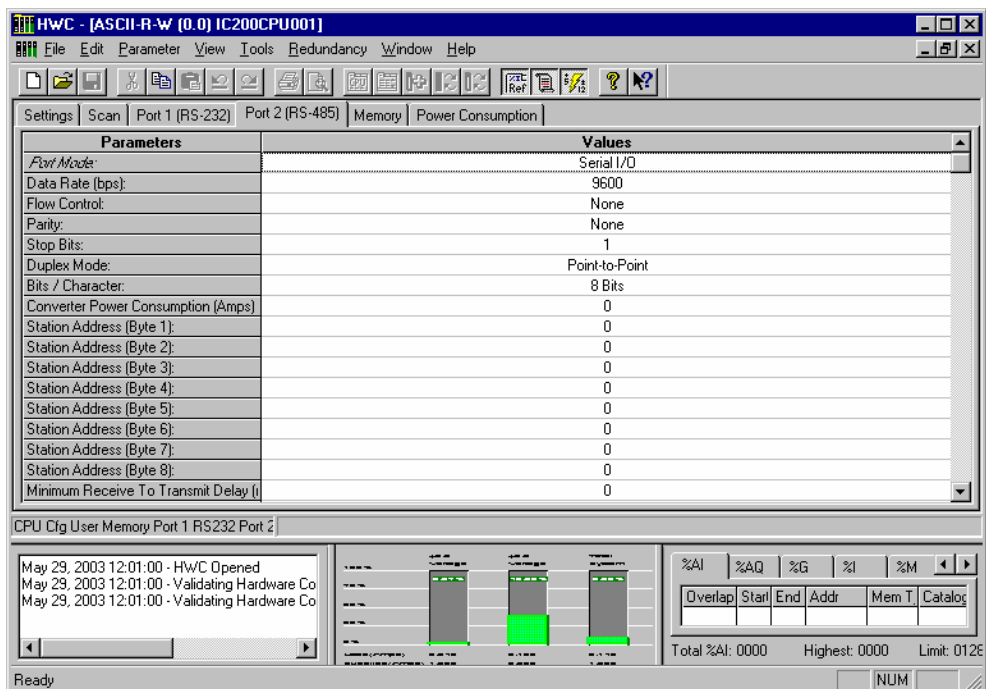 HWC - [ASCII-R-W (0.0) IC200CPU001]
File Edit Parameter View Tools Redundancy Window Help
Settings Scan Port 1 (RS-232) Port 2 (RS-485) Memory Power Consumption
Parameters Values
Port Mode: Serial I/O
Data Rate (bps): 9600
Flow Control: None
Parity: None
Stop Bits: 1
Duplex Mode: Point-to-Point
Bits / Character: 8 Bits
Converter Power Consumption (Amps) 0
Station Address (Byte 1): 0
Station Address (Byte 2): 0
Station Address (Byte 3): 0
Station Address (Byte 4): 0
Station Address (Byte 5): 0
Station Address (Byte 6): 0
Station Address (Byte 7): 0
Station Address (Byte 8): 0
Minimum Receive To Transmit Delay ( 0
CPU Cfg User Memory Port 1 RS232 Port 2
May 29, 2003 12:01:00 - HWC Opened
May 29, 2003 12:01:00 - Validating Hardware Co
May 29, 2003 12:01:00 - Validating Hardware Co
%AI %AQ %G %I %M
Overlap Start End Addr Mem T. Catalog
Total %AI: 0000 Highest: 0000 Limit: 0128
Ready NUM